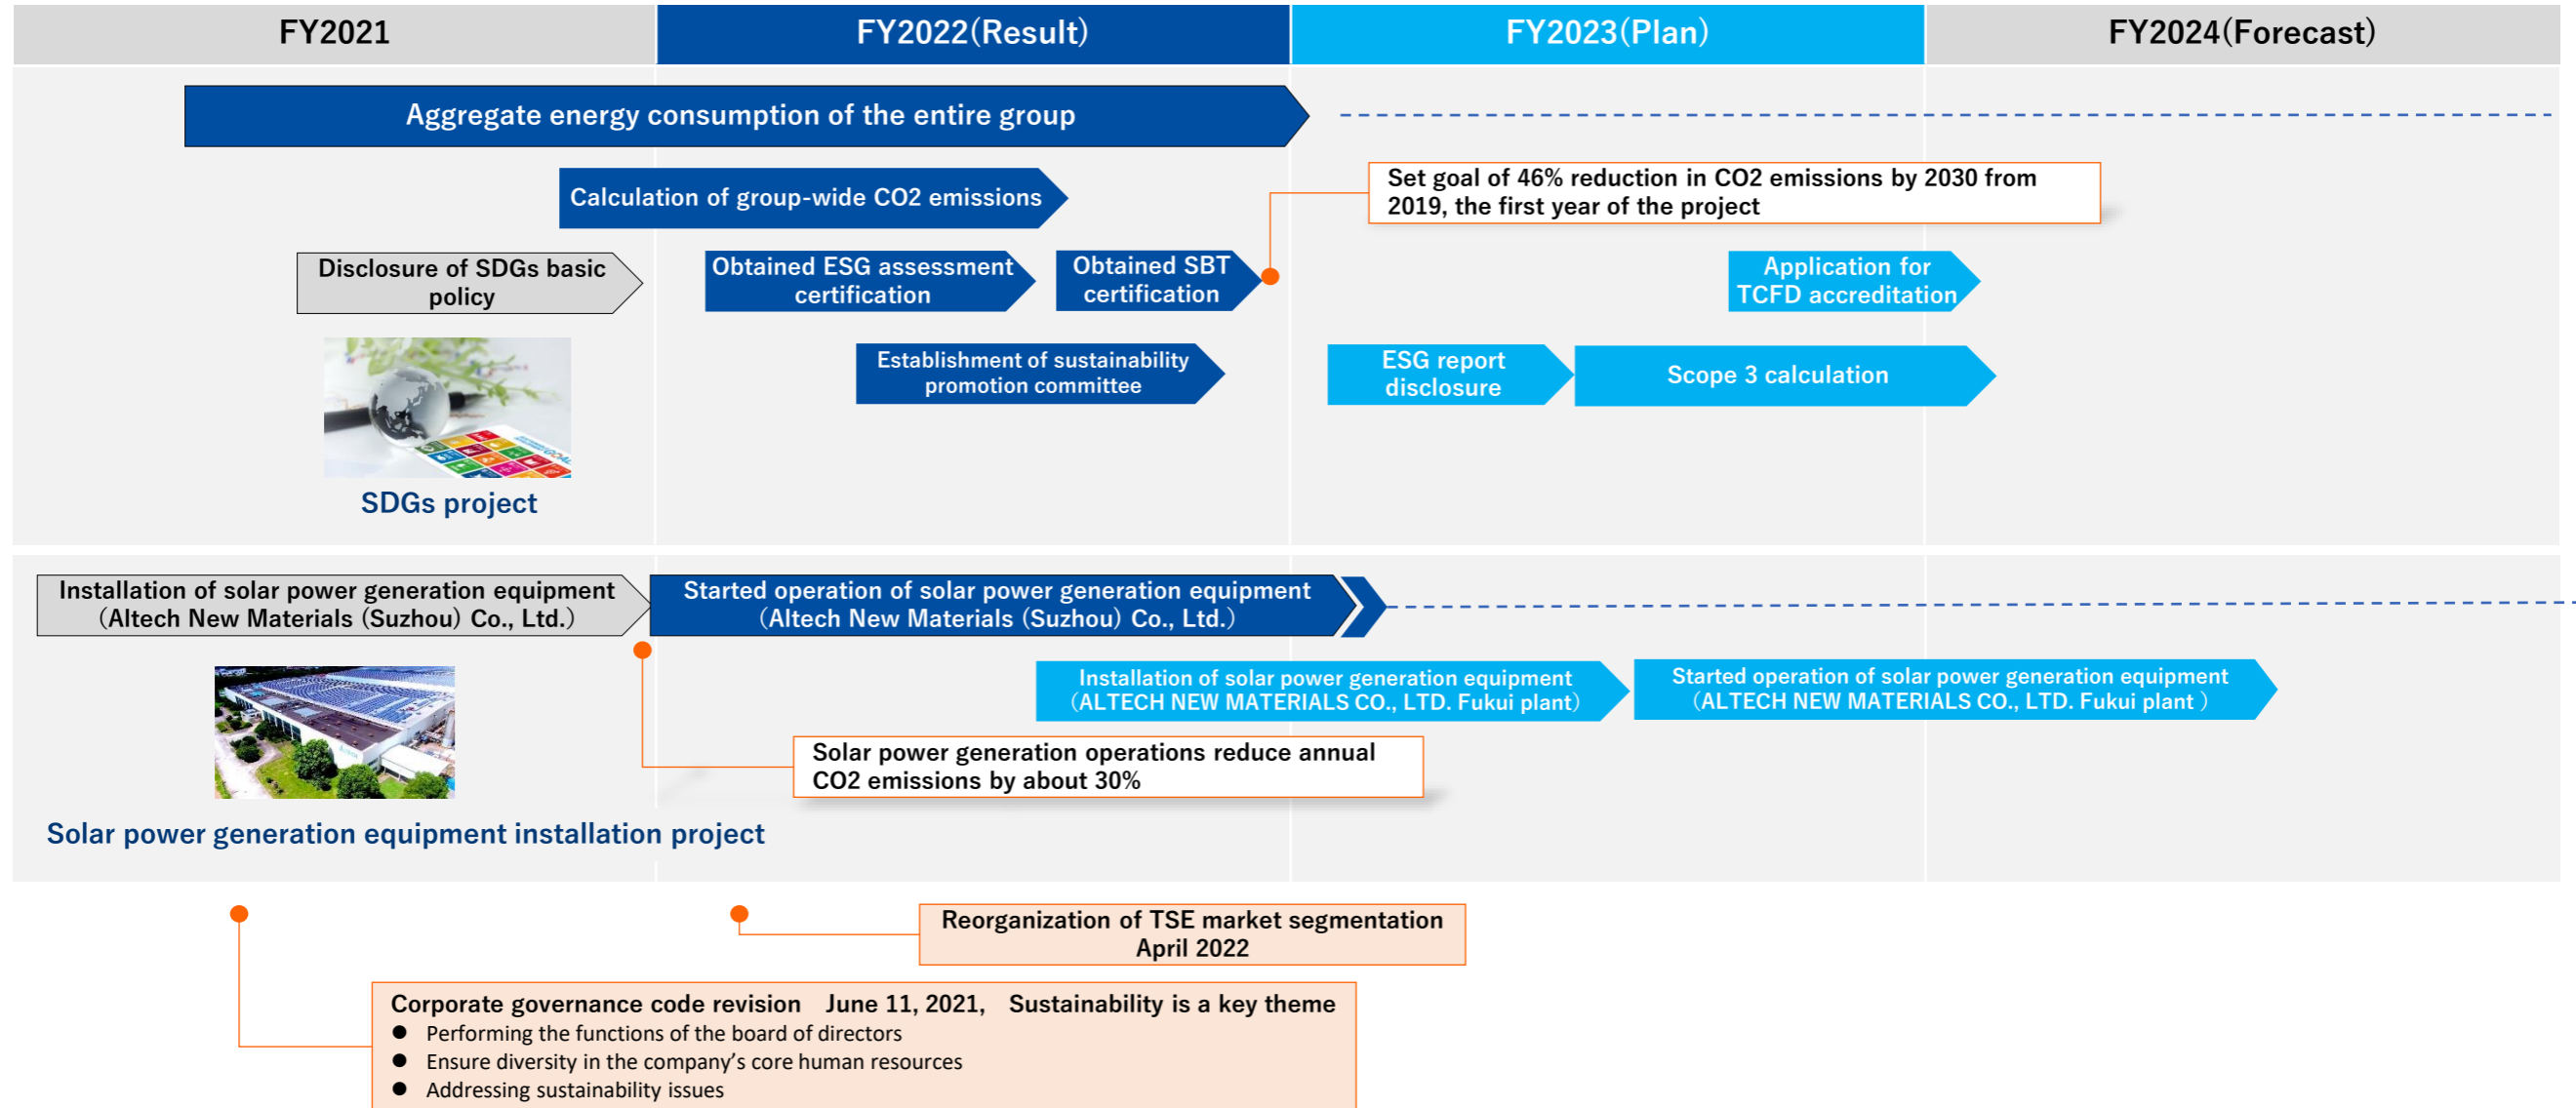 FY2021
FY2022(Result)
FY2023(Plan)
FY2024(Forecast)
Aggregate energy consumption of the entire group
Calculation of group-wide CO2 emissions
Set goal of 46% reduction in CO2 emissions by 2030 from
2019, the first year of the project
Disclosure of SDGs basic
policy
Obtained ESG assessment
certification
Obtained SBT
certification
Application for
TCFD accreditation
Establishment of sustainability
promotion committee
ESG report
disclosure
Scope 3 calculation
SDGs project
Installation of solar power generation equipment
(Altech New Materials (Suzhou) Co., Ltd.)
Started operation of solar power generation equipment
(Altech New Materials (Suzhou) Co., Ltd.)
Installation of solar power generation equipment
(ALTECH NEW MATERIALS CO., LTD. Fukui plant)
Started operation of solar power generation equipment
(ALTECH NEW MATERIALS CO., LTD. Fukui plant )
Solar power generation operations reduce annual
CO2 emissions by about 30%
Solar power generation equipment installation project
Reorganization of TSE market segmentation
April 2022
Corporate governance code revision June 11, 2021, Sustainability is a key theme
● Performing the functions of the board of directors
● Ensure diversity in the company's core human resources
● Addressing sustainability issues